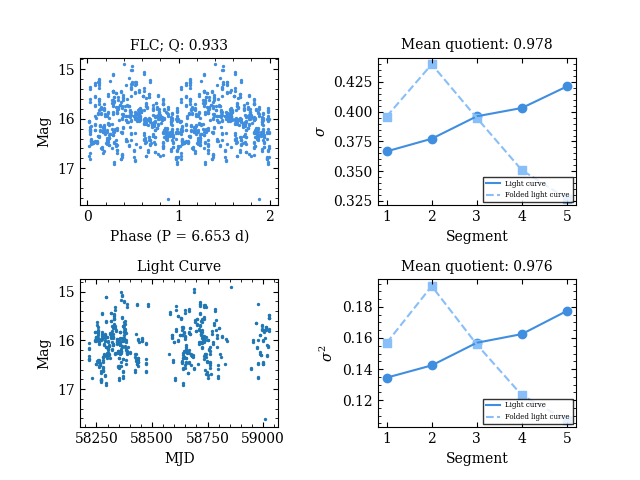 FLC; Q: 0.933
15
16
17
Mag
0
1
2
Phase (P = 6.653 d)
Mean quotient: 0.978
0.425
0.400
0.375
0.350
0.325
σ
1
2
3
4
5
Segment
Light curve
Folded light curve
Light Curve
15
16
17
Mag
58250
58500
58750
59000
MJD
Mean quotient: 0.976
0.18
0.16
0.14
0.12
σ²
1
2
3
4
5
Segment
Light curve
Folded light curve